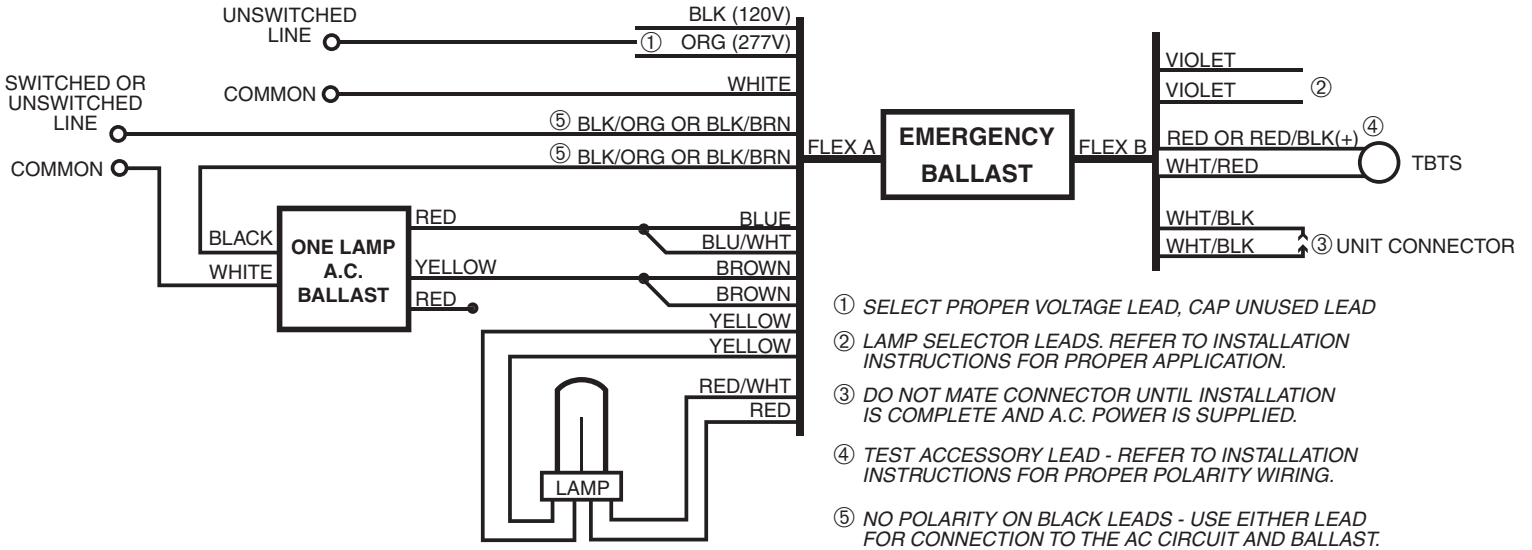 UNSWITCHED
LINE
BLK (120V)
① ORG (277V)
COMMON
WHITE
SWITCHED OR
UNSWITCHED
LINE
⑤ BLK/ORG OR BLK/BRN
COMMON
⑤ BLK/ORG OR BLK/BRN
BLACK
WHITE
ONE LAMP
A.C.
BALLAST
RED
YELLOW
RED
BLUE
BLU/WHT
BROWN
BROWN
YELLOW
YELLOW
RED/WHT
RED
LAMP
FLEX A
EMERGENCY
BALLAST
FLEX B
VIOLET
VIOLET
②
RED OR RED/BLK(+) ④
WHT/RED
TBTS
WHT/BLK
WHT/BLK
③ UNIT CONNECTOR
① SELECT PROPER VOLTAGE LEAD, CAP UNUSED LEAD
② LAMP SELECTOR LEADS. REFER TO INSTALLATION
INSTRUCTIONS FOR PROPER APPLICATION.
③ DO NOT MATE CONNECTOR UNTIL INSTALLATION
IS COMPLETE AND A.C. POWER IS SUPPLIED.
④ TEST ACCESSORY LEAD - REFER TO INSTALLATION
INSTRUCTIONS FOR PROPER POLARITY WIRING.
⑤ NO POLARITY ON BLACK LEADS - USE EITHER LEAD
FOR CONNECTION TO THE AC CIRCUIT AND BALLAST.